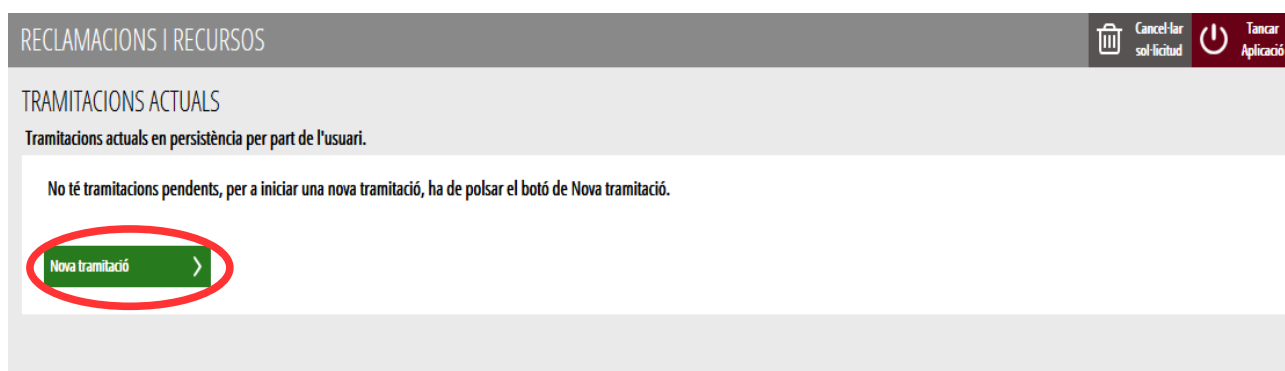 RECLAMACIONS I RECURSOS
Cancel·lar
sol·licitud
Tancar
Aplicació
TRAMITACIONS ACTUALS
Tramitacions actuals en persistència per part de l'usuari.
No té tramitacions pendents, per a iniciar una nova tramitació, ha de polsar el botó de Nova tramitació.
Nova tramitació